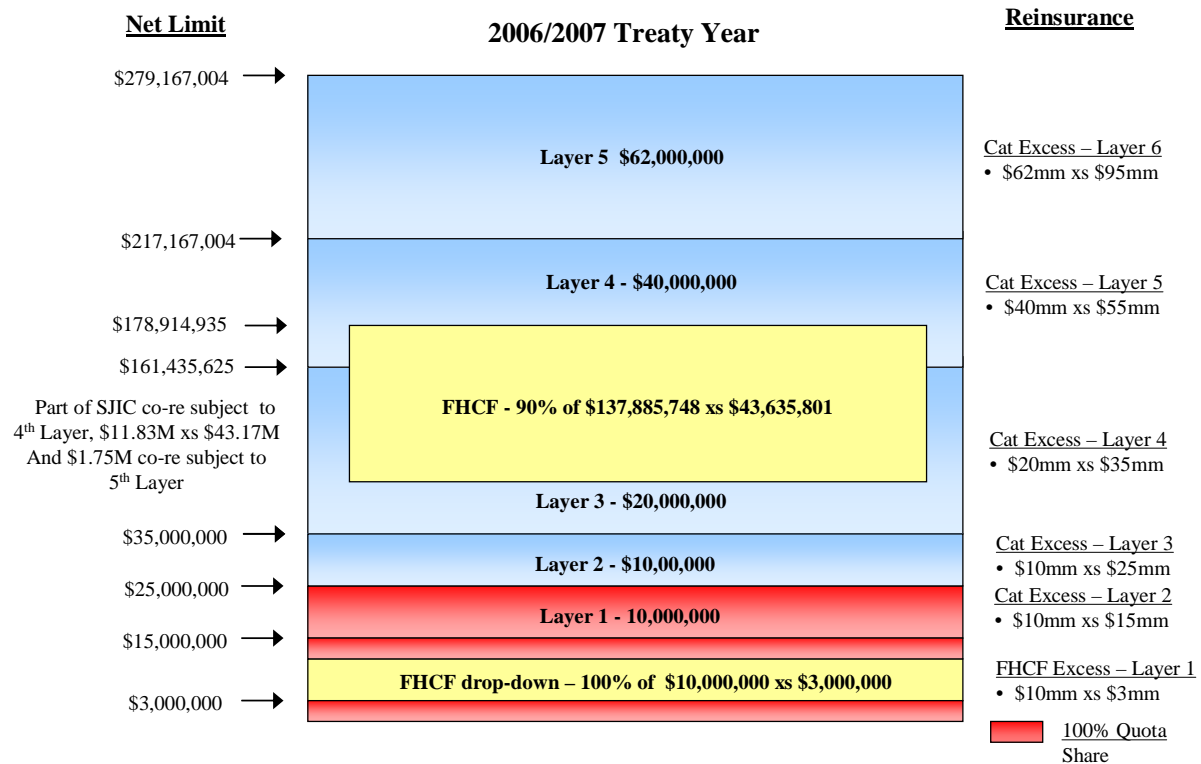 Net Limit
2006/2007 Treaty Year
Reinsurance
$279,167,004
Layer 5 $62,000,000
Cat Excess – Layer 6
• $62mm xs $95mm
$217,167,004
Layer 4 - $40,000,000
Cat Excess – Layer 5
• $40mm xs $55mm
$178,914,935
$161,435,625
Part of SJIC co-re subject to
4th Layer, $11.83M xs $43.17M
And $1.75M co-re subject to
5th Layer
FHCF - 90% of $137,885,748 xs $43,635,801
Cat Excess – Layer 4
• $20mm xs $35mm
Layer 3 - $20,000,000
$35,000,000
Layer 2 - $10,00,000
Cat Excess – Layer 3
• $10mm xs $25mm
$25,000,000
Layer 1 - 10,000,000
Cat Excess – Layer 2
• $10mm xs $15mm
$15,000,000
FHCF drop-down – 100% of $10,000,000 xs $3,000,000
FHCF Excess – Layer 1
• $10mm xs $3mm
$3,000,000
100% Quota
Share